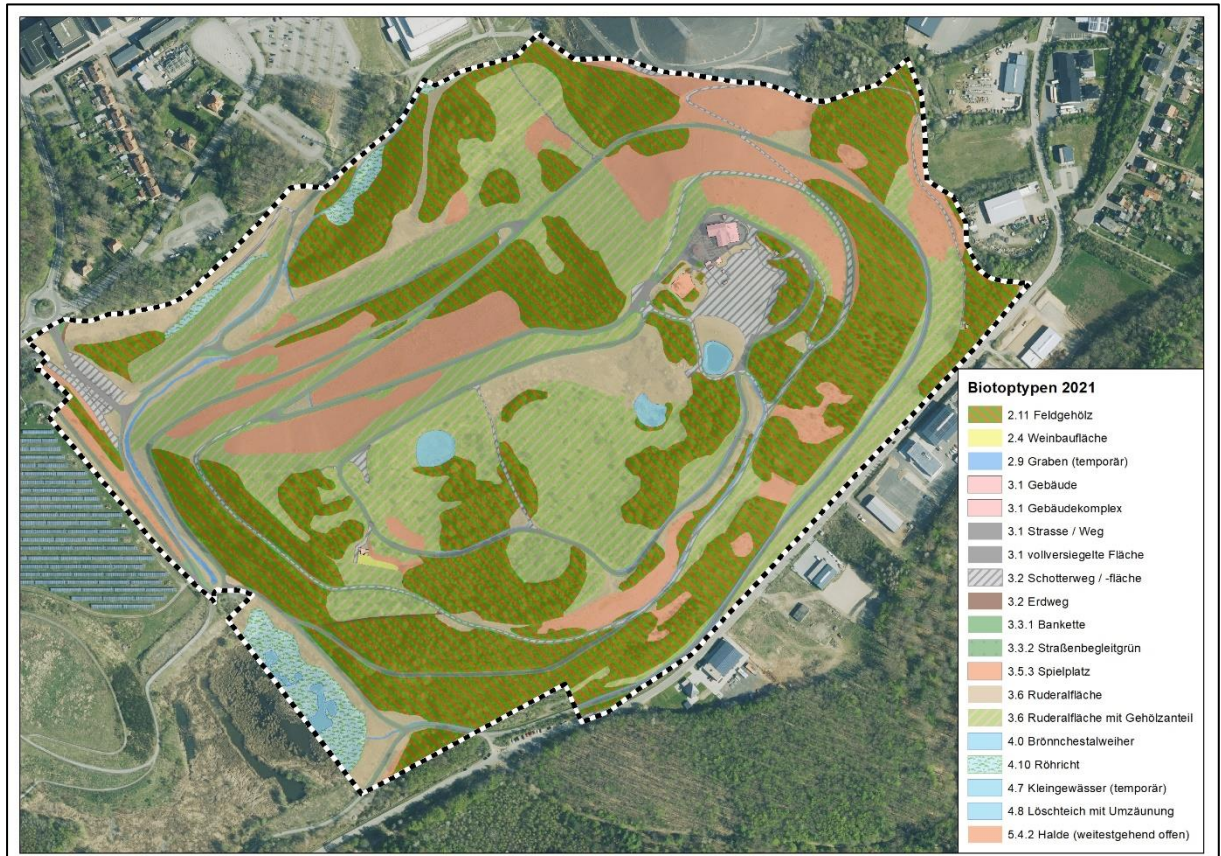 Biotoptypen 2021
2.11 Feldgehölz
2.4 Weinbaufläche
2.9 Graben (temporär)
3.1 Gebäude
3.1 Gebäudekomplex
3.1 Strasse / Weg
3.1 vollversiegelte Fläche
3.2 Schotterweg / -fläche
3.2 Erdweg
3.3.1 Bankette
3.3.2 Straßenbegleitgrün
3.5.3 Spielplatz
3.6 Ruderalfläche
3.6 Ruderalfläche mit Gehölzanteil
4.0 Brönnchestalweiher
4.10 Röhricht
4.7 Kleingewässer (temporär)
4.8 Löschteich mit Umzäunung
5.4.2 Halde (weitestgehend offen)